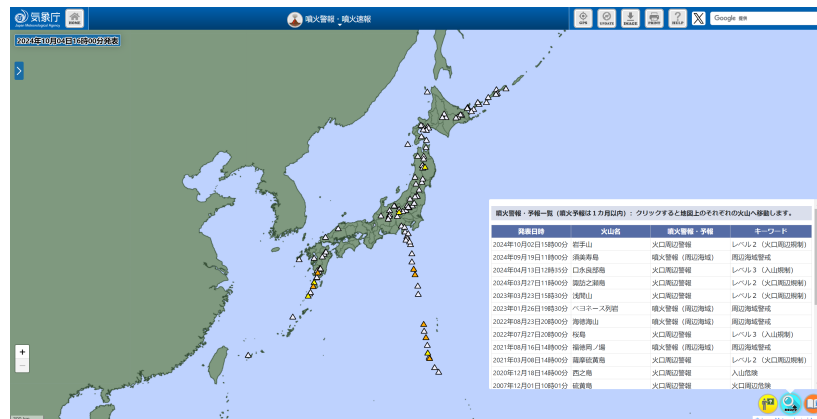 気象庁
Japan Meteorological Agency
HOME
噴火警報・噴火速報
GPS
UPDATE
IMAGE
PRINT
HELP
X
Google 提供
2024年10月04日16時00分発表
噴火警報・予報一覧（噴火予報は１カ月以内）：クリックすると地図上のそれぞれの火山へ移動します。
発表日時 火山名 噴火警報・予報 キーワード
2024年10月02日15時00分 岩手山 火口周辺警報 レベル２（火口周辺規制）
2024年09月19日11時00分 須美寿島 噴火警報（周辺海域） 周辺海域警戒
2024年04月13日12時35分 口永良部島 火口周辺警報 レベル３（入山規制）
2024年03月27日11時00分 諏訪之瀬島 火口周辺警報 レベル２（火口周辺規制）
2023年03月23日15時30分 浅間山 火口周辺警報 レベル２（火口周辺規制）
2023年01月26日19時30分 ベヨネース列岩 噴火警報（周辺海域） 周辺海域警戒
2022年08月23日20時00分 海徳海山 噴火警報（周辺海域） 周辺海域警戒
2022年07月27日20時00分 桜島 火口周辺警報 レベル３（入山規制）
2021年08月16日14時00分 福徳岡ノ場 噴火警報（周辺海域） 周辺海域警戒
2021年01月08日14時00分 薩摩硫黄島 火口周辺警報 レベル２（火口周辺規制）
2020年12月18日14時00分 西之島 火口周辺警報 入山危険
2007年12月01日10時01分 硫黄島 火口周辺警報 火口周辺危険
+
−